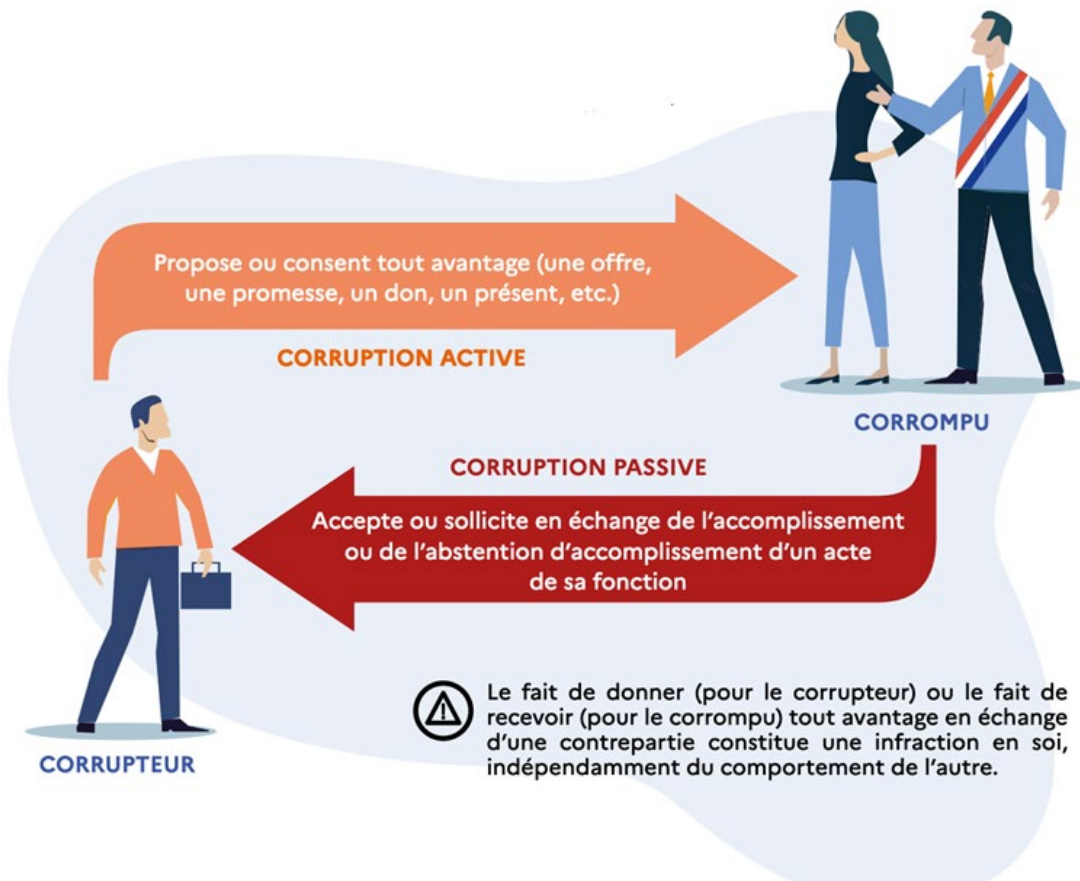 Propose ou consent tout avantage (une offre,
une promesse, un don, un présent, etc.)
CORRUPTION ACTIVE
CORROMPU
CORRUPTION PASSIVE
Accepte ou sollicite en échange de l’accomplissement
ou de l’abstention d’accomplissement d’un acte
de sa fonction
CORRUPTEUR
Le fait de donner (pour le corrupteur) ou le fait de
recevoir (pour le corrompu) tout avantage en échange
d’une contrepartie constitue une infraction en soi,
indépendamment du comportement de l’autre.